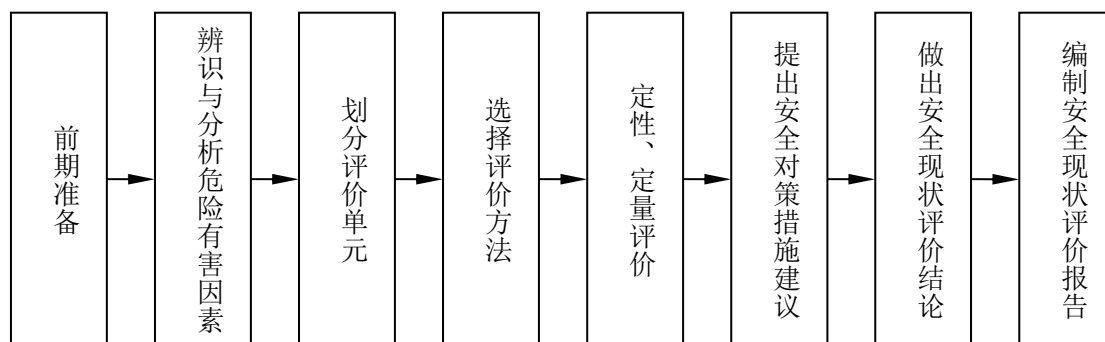 前期准备
辨识与分析危险有害因素
划分评价单元
选择评价方法
定性、定量评价
提出安全对策措施建议
做出安全现状评价结论
编制安全现状评价报告